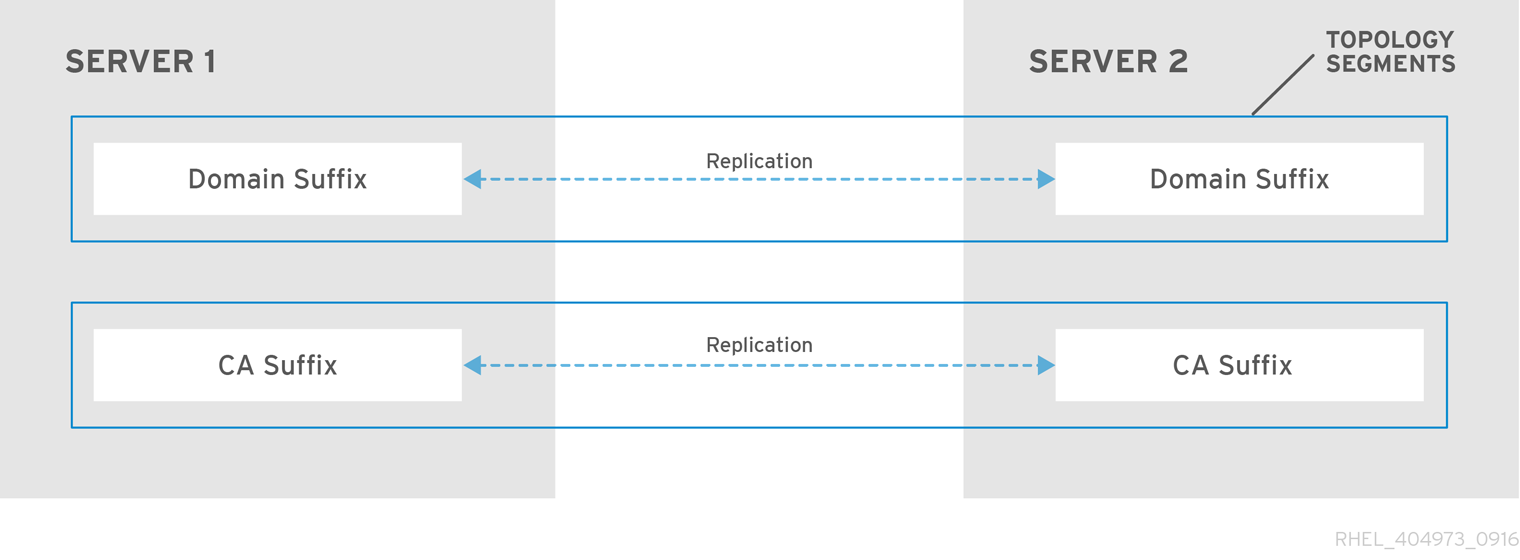 SERVER 1
SERVER 2
TOPOLOGY
SEGMENTS
Domain Suffix
Replication
Domain Suffix
CA Suffix
Replication
CA Suffix
RHEL_404973_0916